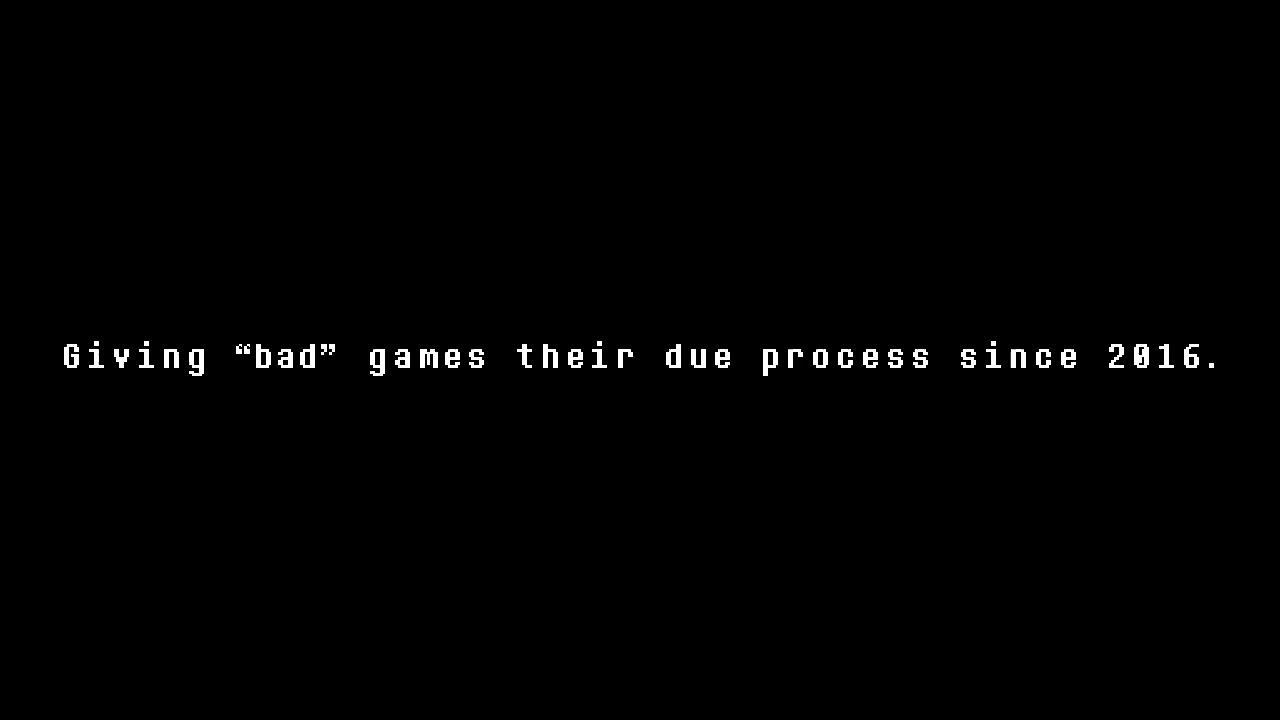 Giving “bad” games their due process since 2016.